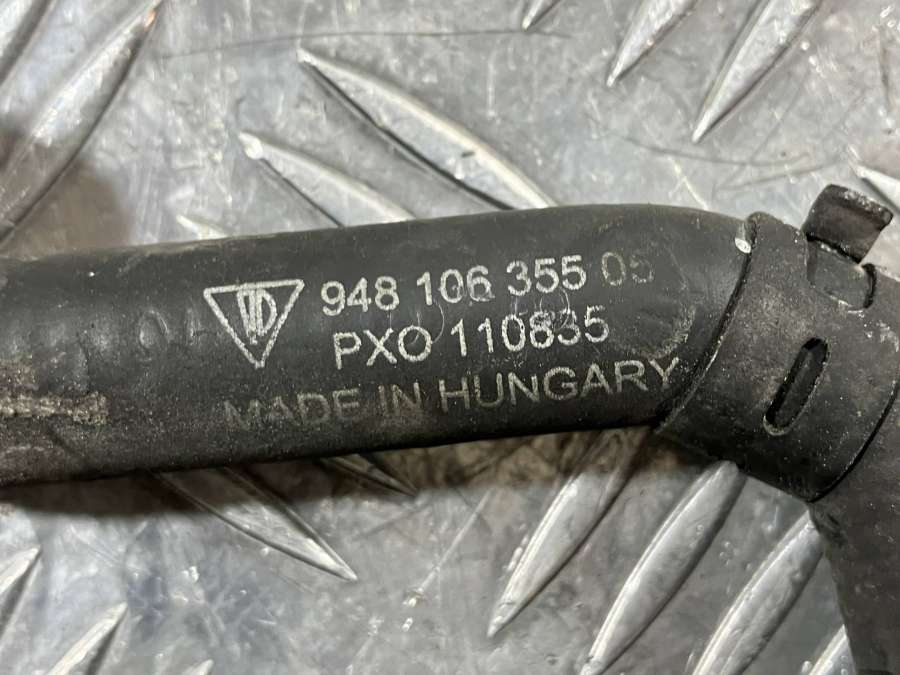 948 106 355 05
PXO 110835
MADE IN HUNGARY